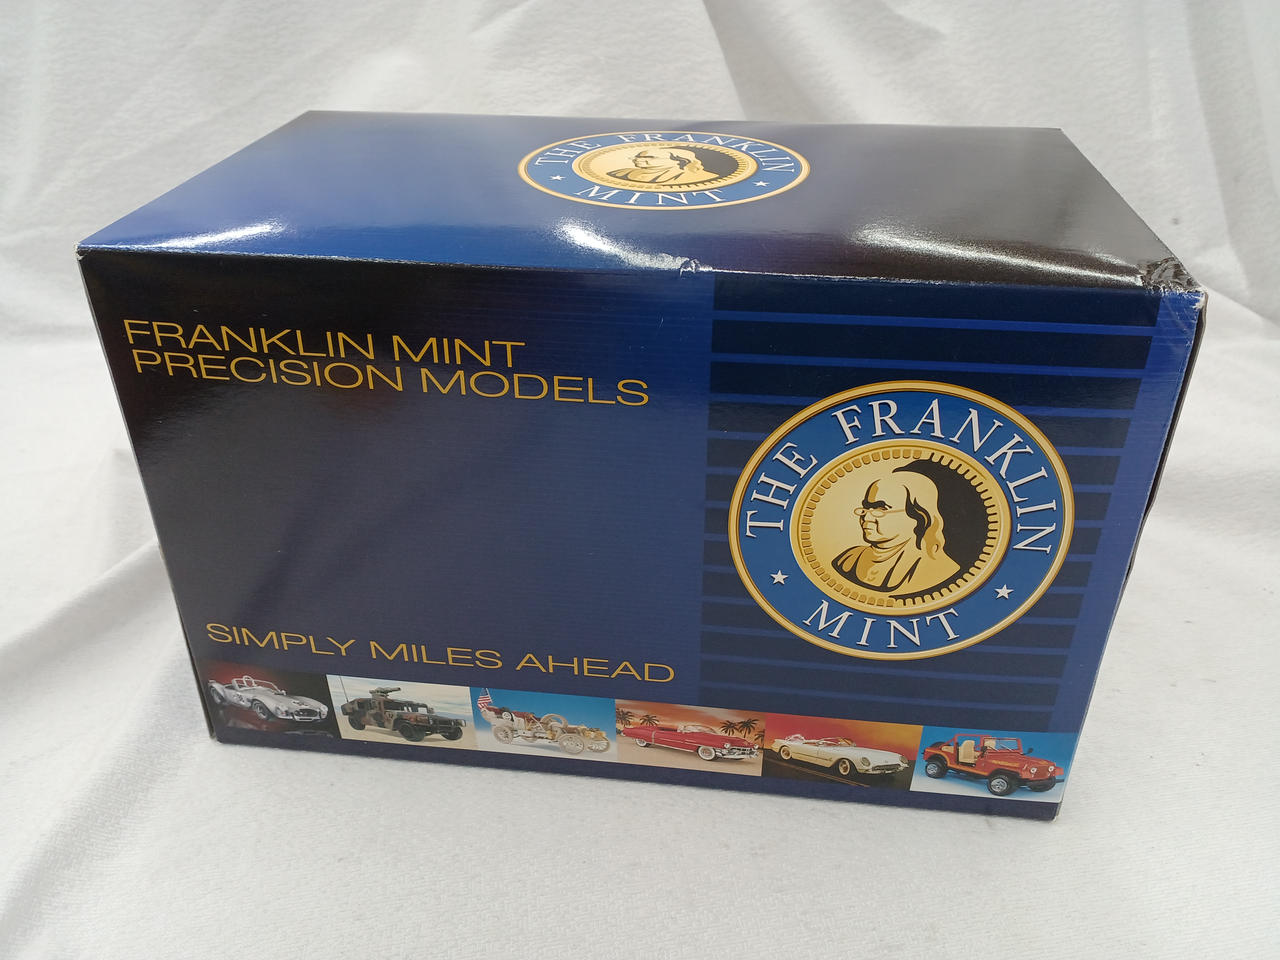 THE FRANKLIN
MINT
FRANKLIN MINT
PRECISION MODELS
THE FRANKLIN
MINT
SIMPLY MILES AHEAD